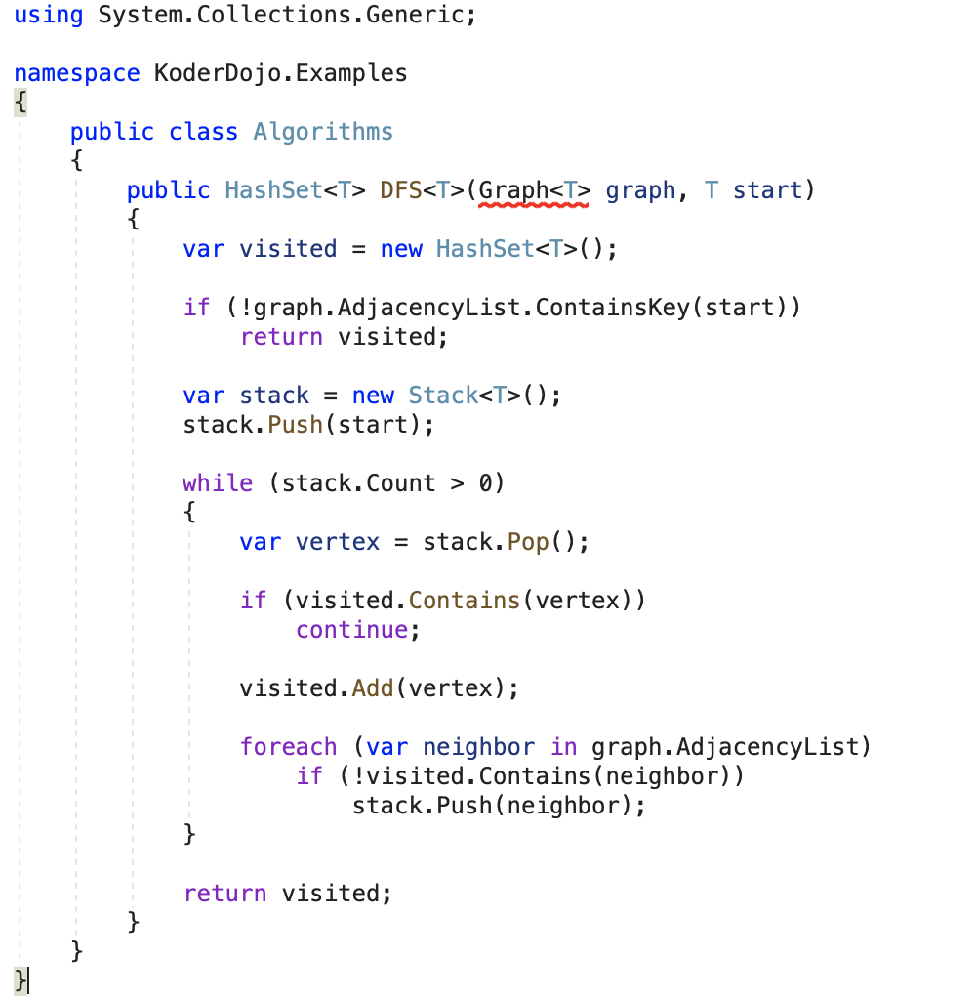 using System.Collections.Generic;
namespace KoderDojo.Examples
{
public class Algorithms
{
public HashSet<T> DFS<T>(Graph<T> graph, T start)
{
var visited = new HashSet<T>();
if (!graph.AdjacencyList.ContainsKey(start))
return visited;
var stack = new Stack<T>();
stack.Push(start);
while (stack.Count > 0)
{
var vertex = stack.Pop();
if (visited.Contains(vertex))
continue;
visited.Add(vertex);
foreach (var neighbor in graph.AdjacencyList)
if (!visited.Contains(neighbor))
stack.Push(neighbor);
}
return visited;
}
}
}